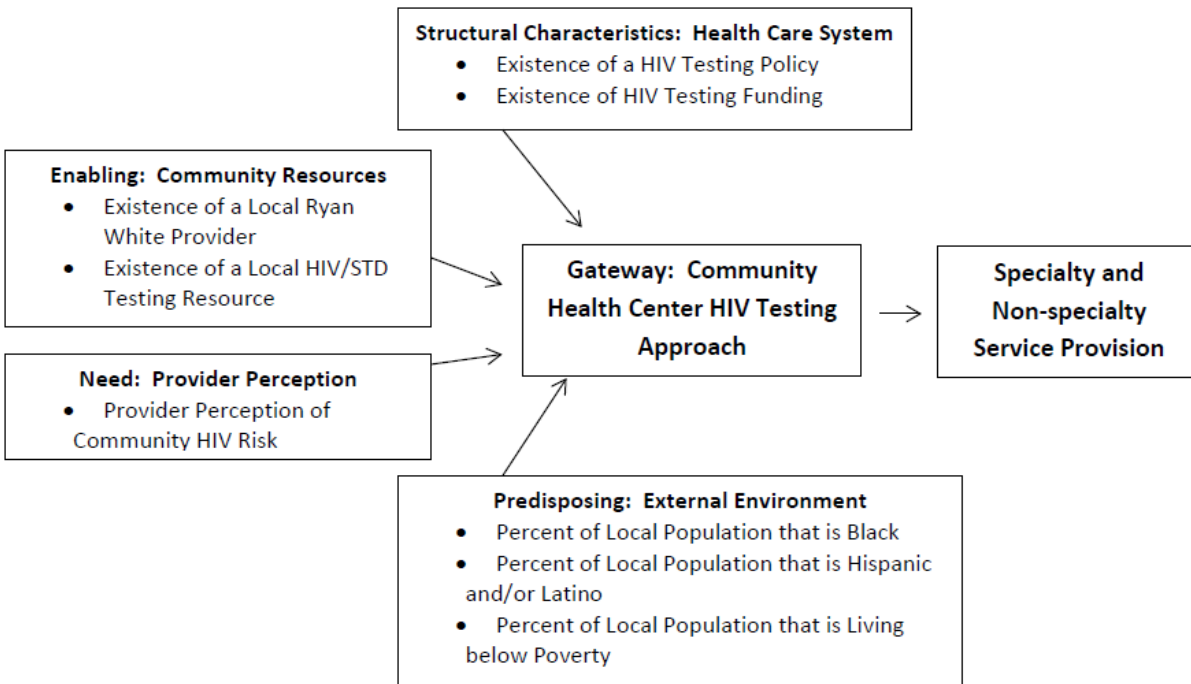 Structural Characteristics: Health Care System
• Existence of a HIV Testing Policy
• Existence of HIV Testing Funding
Enabling: Community Resources
• Existence of a Local Ryan
White Provider
• Existence of a Local HIV/STD
Testing Resource
Need: Provider Perception
• Provider Perception of
Community HIV Risk
Gateway: Community
Health Center HIV Testing
Approach
Specialty and
Non-specialty
Service Provision
Predisposing: External Environment
• Percent of Local Population that is Black
• Percent of Local Population that is Hispanic
and/or Latino
• Percent of Local Population that is Living
below Poverty